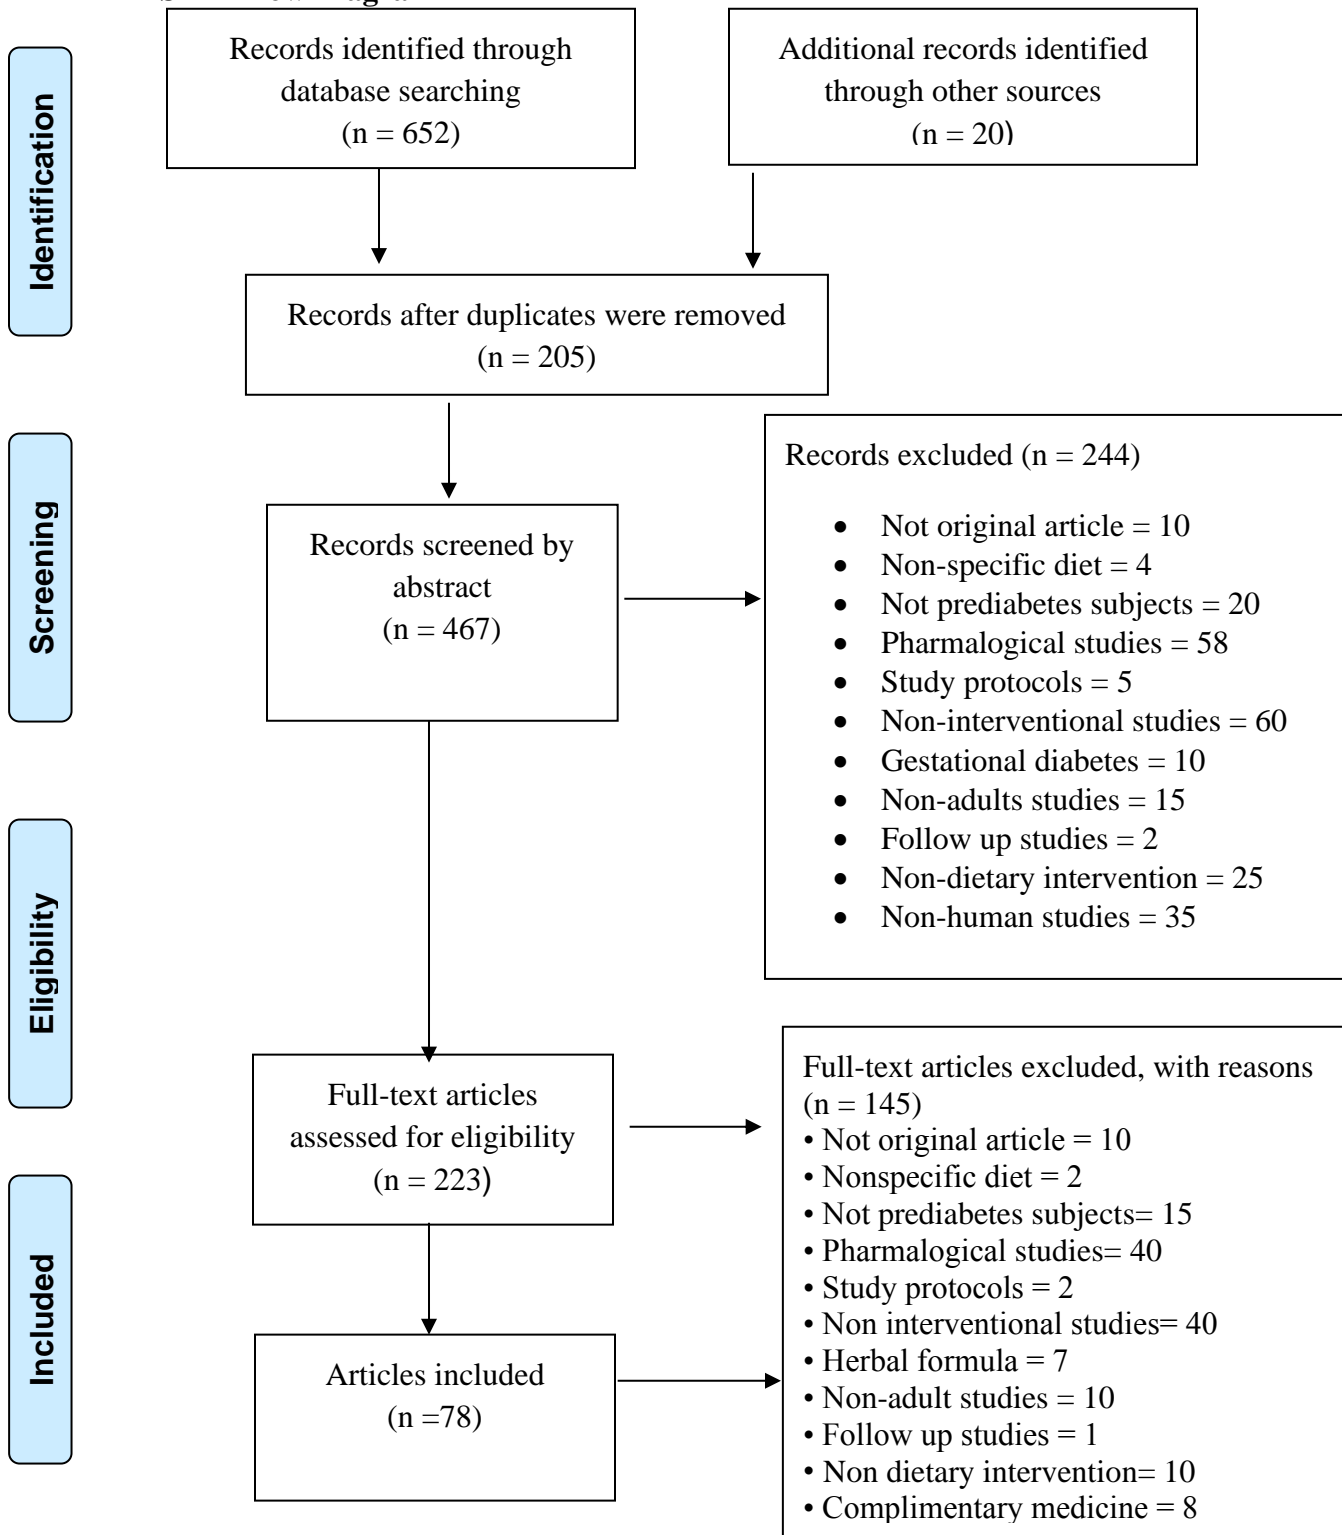 Records identified through
database searching
(n = 652)
Additional records identified
through other sources
(n = 20)
Identification
Records after duplicates were removed
(n = 205)
Screening
Records screened by
abstract
(n = 467)
Records excluded (n = 244)
• Not original article = 10
• Non-specific diet = 4
• Not prediabetes subjects = 20
• Pharmalogical studies = 58
• Study protocols = 5
• Non-interventional studies = 60
• Gestational diabetes = 10
• Non-adults studies = 15
• Follow up studies = 2
• Non-dietary intervention = 25
• Non-human studies = 35
Eligibility
Full-text articles
assessed for eligibility
(n = 223)
Full-text articles excluded, with reasons
(n = 145)
• Not original article = 10
• Nonspecific diet = 2
• Not prediabetes subjects= 15
• Pharmalogical studies= 40
• Study protocols = 2
• Non interventional studies= 40
• Herbal formula = 7
• Non-adult studies = 10
• Follow up studies = 1
• Non dietary intervention= 10
• Complimentary medicine = 8
Included
Articles included
(n =78)